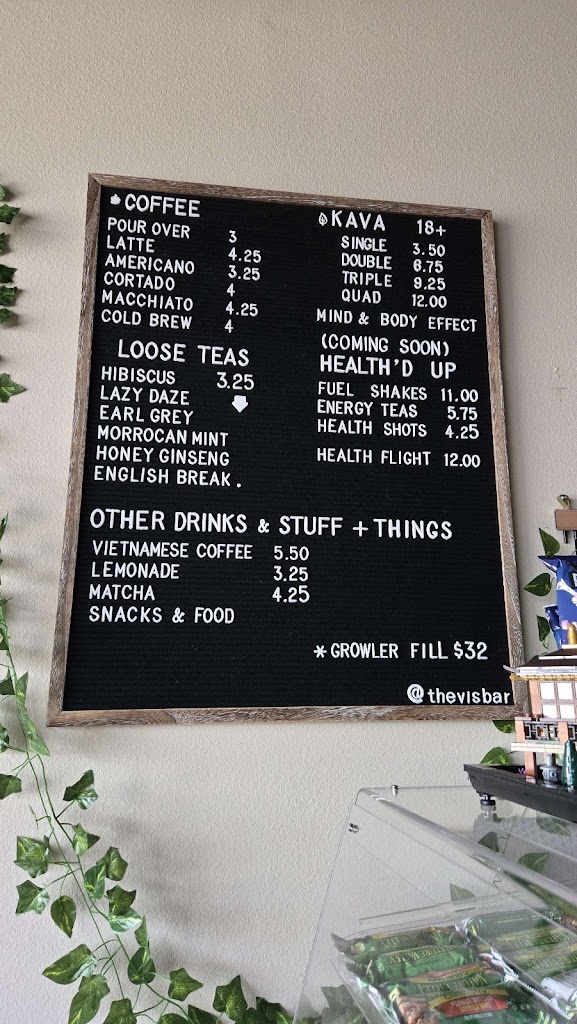 COFFEE
POUR OVER 3
LATTE 4.25
AMERICANO 3.25
CORTADO 4
MACCHIATO 4.25
COLD BREW 4
LOOSE TEAS
HIBISCUS 3.25
LAZY DAZE
EARL GREY
MORROCAN MINT
HONEY GINSENG
ENGLISH BREAK.
KAVA 18+
SINGLE 3.50
DOUBLE 6.75
TRIPLE 9.25
QUAD 12.00
MIND & BODY EFFECT
(COMING SOON)
HEALTH'D UP
FUEL SHAKES 11.00
ENERGY TEAS 5.75
HEALTH SHOTS 4.25
HEALTH FLIGHT 12.00
OTHER DRINKS & STUFF + THINGS
VIETNAMESE COFFEE 5.50
LEMONADE 3.25
MATCHA 4.25
SNACKS & FOOD
*GROWLER FILL $32
@thevisbar